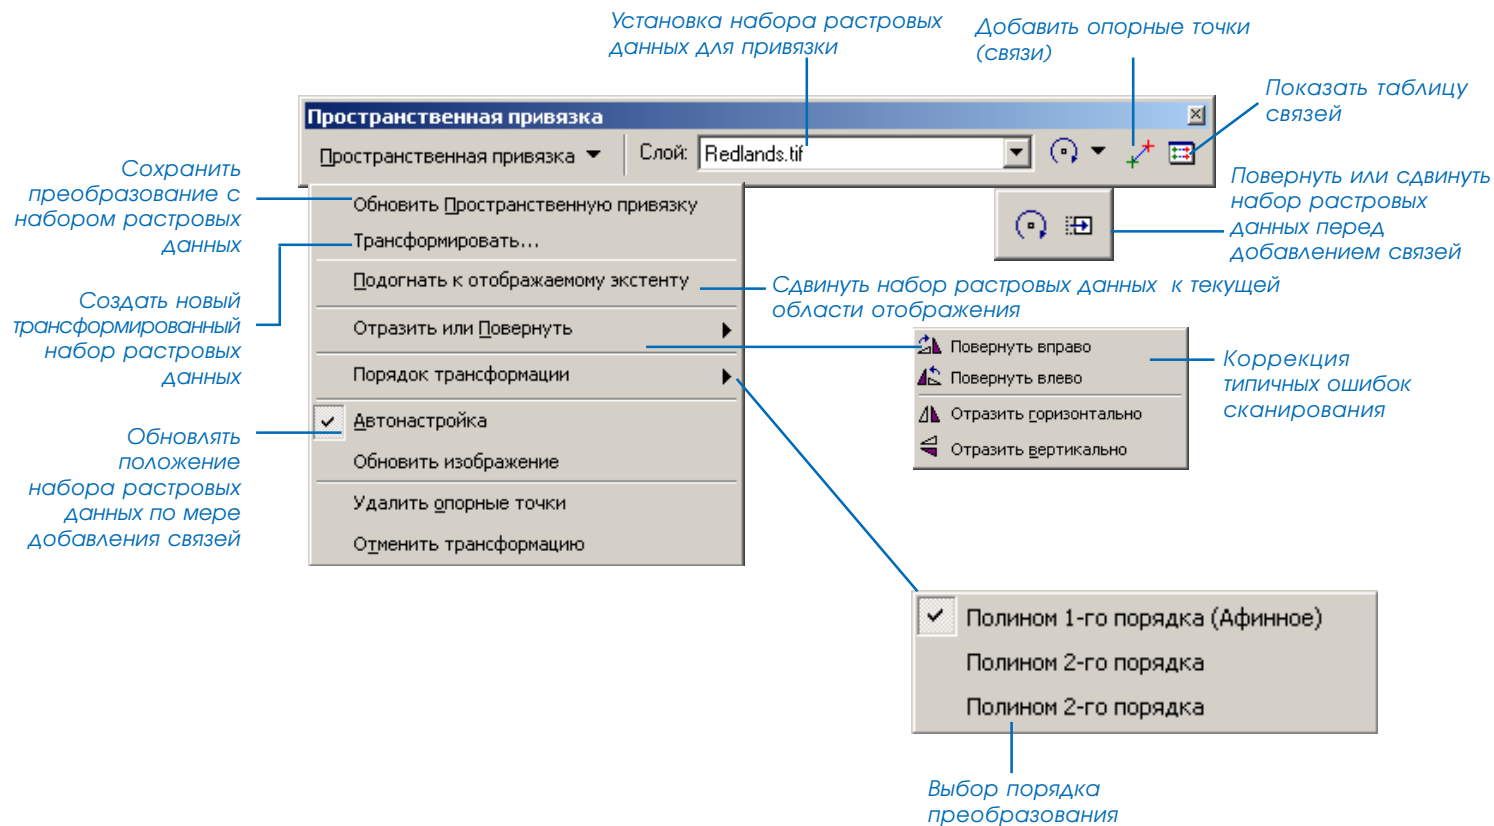 Установка набора растровых
данных для привязки
Добавить опорные точки
(связи)
Показать таблицу
связей
Пространственная привязка
Пространственная привязка
Слой:
Redlands.tif
Сохранить
преобразование с
набором растровых
данных
Обновить Пространственную привязку
Трансформировать...
Подогнать к отображаемому экстенту
Отразить или Повернуть
Порядок трансформации
Автонастройка
Обновить изображение
Удалить опорные точки
Отменить трансформацию
Повернуть или сдвинуть
набор растровых
данных перед
добавлением связей
Создать новый
трансформированный
набор растровых
данных
Сдвинуть набор растровых данных к текущей
области отображения
Повернуть вправо
Повернуть влево
Отразить горизонтально
Отразить вертикально
Коррекция
типичных ошибок
сканирования
Обновлять
положение
набора растровых
данных по мере
добавления связей
Полином 1-го порядка (Афинное)
Полином 2-го порядка
Полином 2-го порядка
Выбор порядка
преобразования